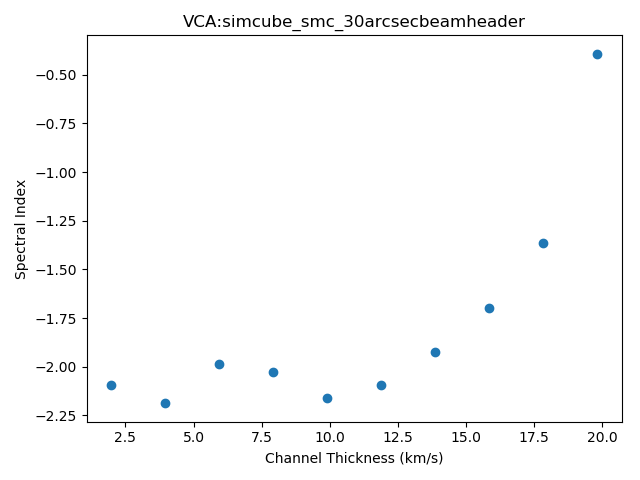 VCA:simcube_smc_30arcsecbeamheader
−0.50
−0.75
−1.00
−1.25
−1.50
−1.75
−2.00
−2.25
Spectral Index
2.5 5.0 7.5 10.0 12.5 15.0 17.5 20.0
Channel Thickness (km/s)